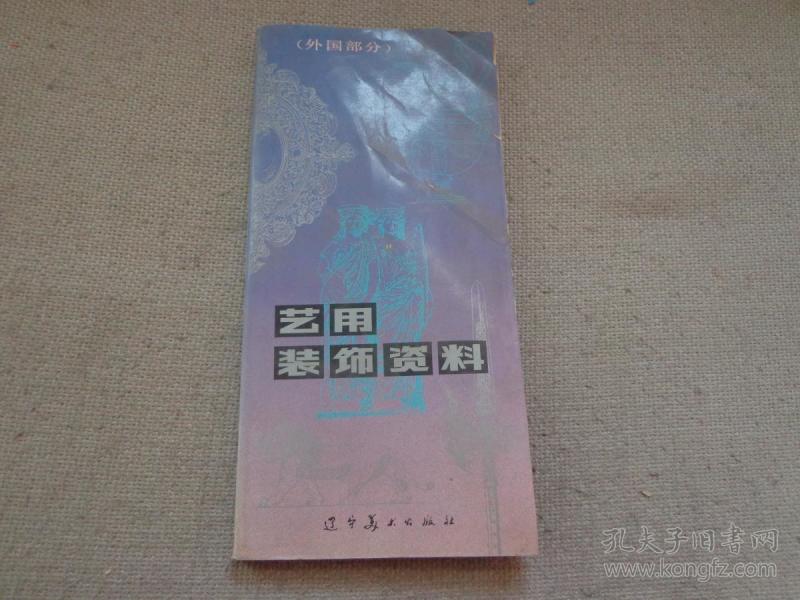 （外国部分）
艺用
装饰资料
辽宁美术出版社
孔夫子旧书网
www.kongfz.com